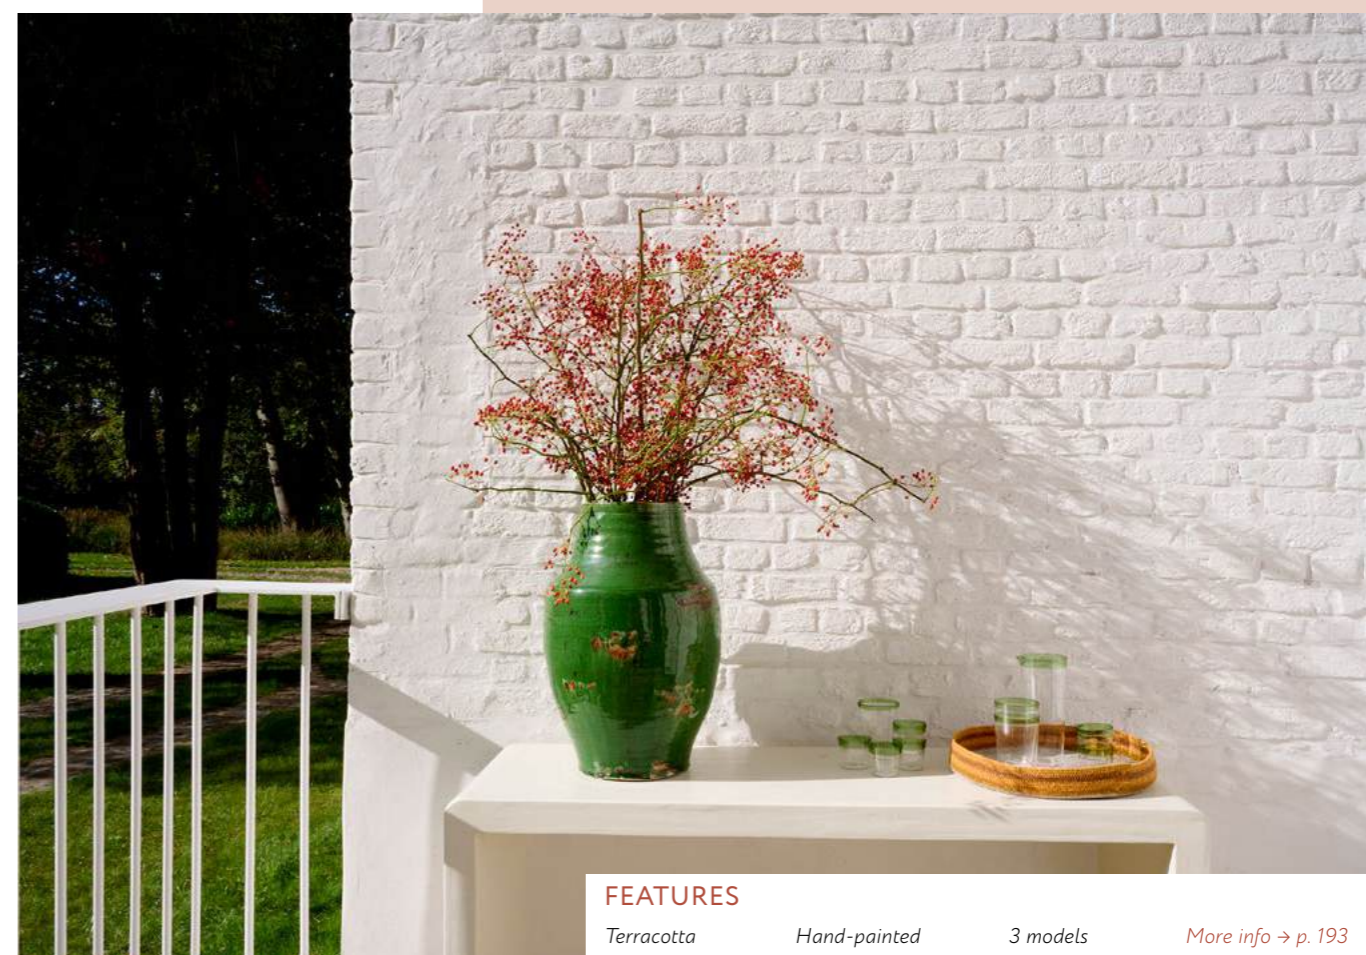 FEATURES
Terracotta Hand-painted 3 models More info → p. 193